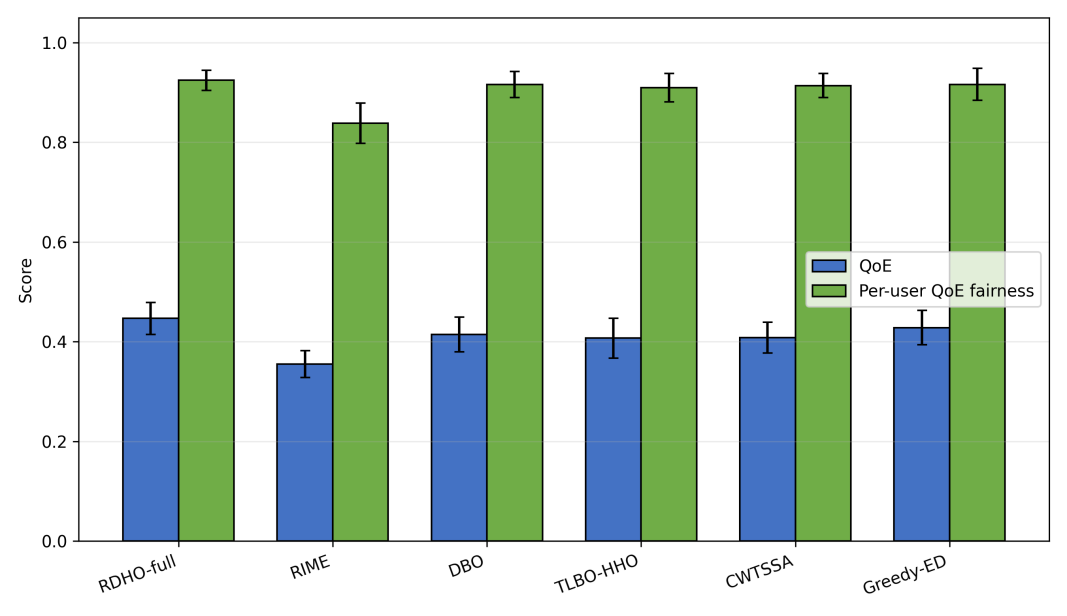 1.0
0.8
0.6
0.4
0.2
0.0
Score
QoE
Per-user QoE fairness
RDHO-full
RIME
DBO
TLBO-HHO
CWTSSA
Greedy-ED